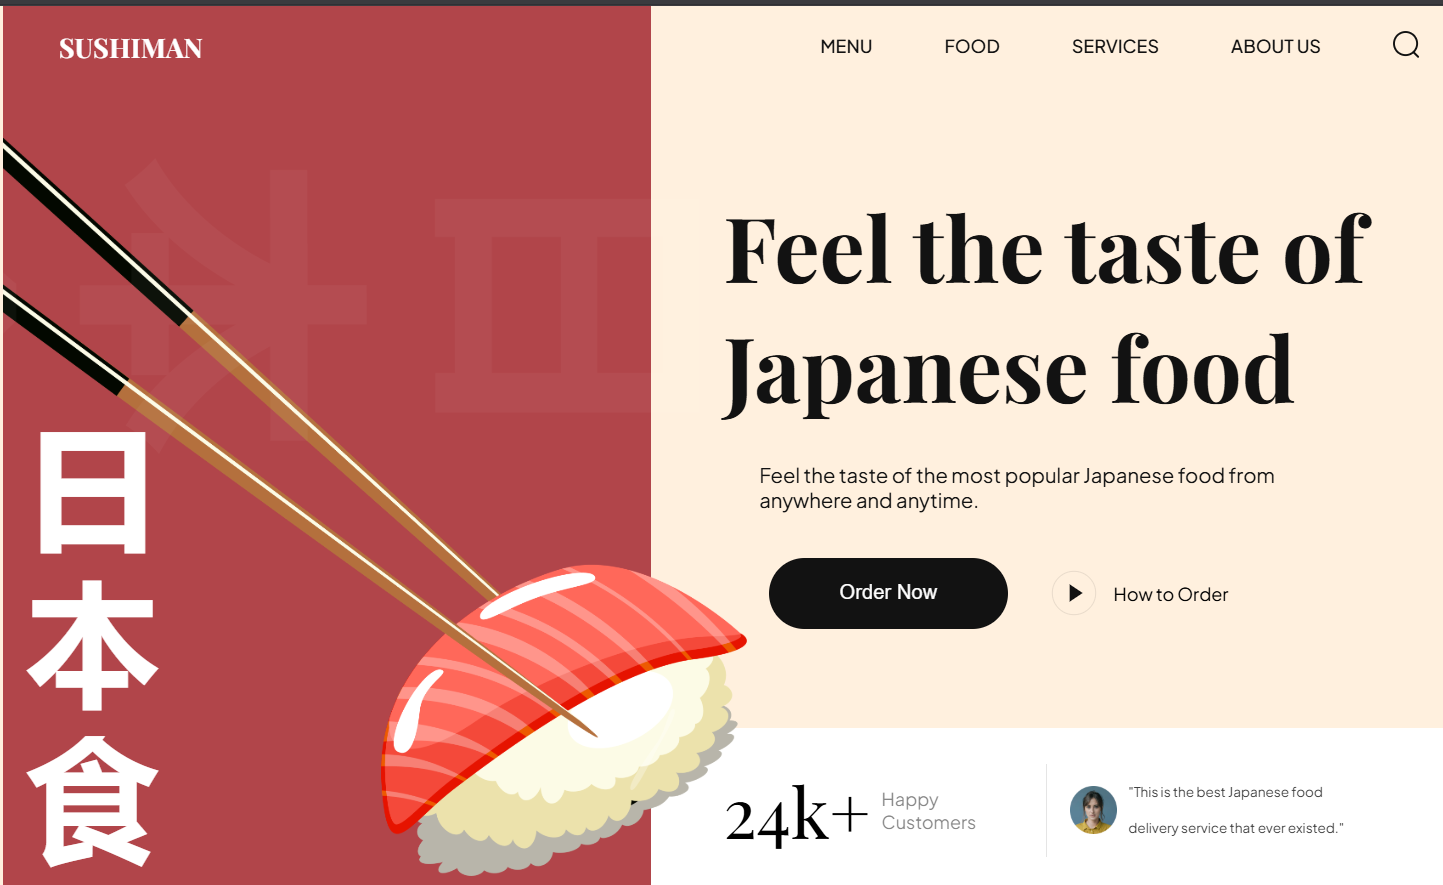 SUSHIMAN
MENU
FOOD
SERVICES
ABOUT US
日
本
食
Feel the taste of
Japanese food
Feel the taste of the most popular Japanese food from
anywhere and anytime.
Order Now
How to Order
24k+
Happy
Customers
"This is the best Japanese food
delivery service that ever existed."